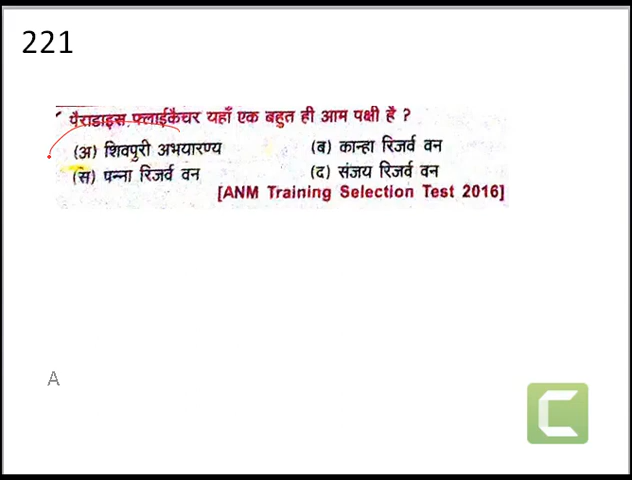 221
पैराडाइस फ्लाईकैचर यहाँ एक बहुत ही आम पक्षी है ?
(अ) शिवपुरी अभयारण्य (ब) कान्हा रिजर्व वन
(स) पन्ना रिजर्व वन (द) संजय रिजर्व वन
[ANM Training Selection Test 2016]
A